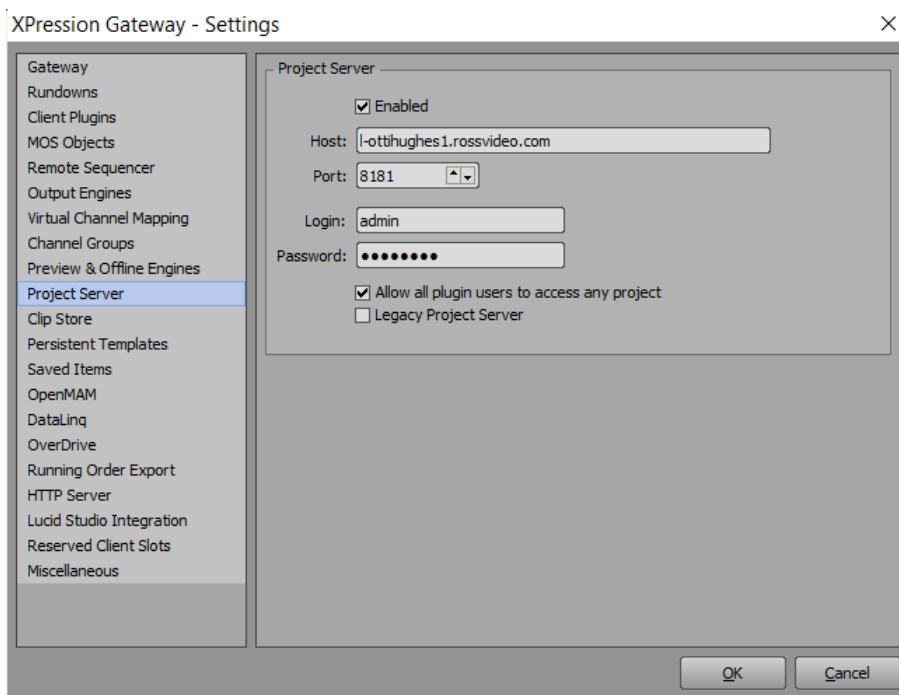 XPression Gateway - Settings
Gateway
Rundowns
Client Plugins
MOS Objects
Remote Sequencer
Output Engines
Virtual Channel Mapping
Channel Groups
Preview & Offline Engines
Project Server
Clip Store
Persistent Templates
Saved Items
OpenMAM
DataLinq
OverDrive
Running Order Export
HTTP Server
Lucid Studio Integration
Reserved Client Slots
Miscellaneous
Project Server
Enabled
Host: l-ottihughes1.rossvideo.com
Port: 8181
Login: admin
Password: ●●●●●●●●
Allow all plugin users to access any project
Legacy Project Server
OK Cancel